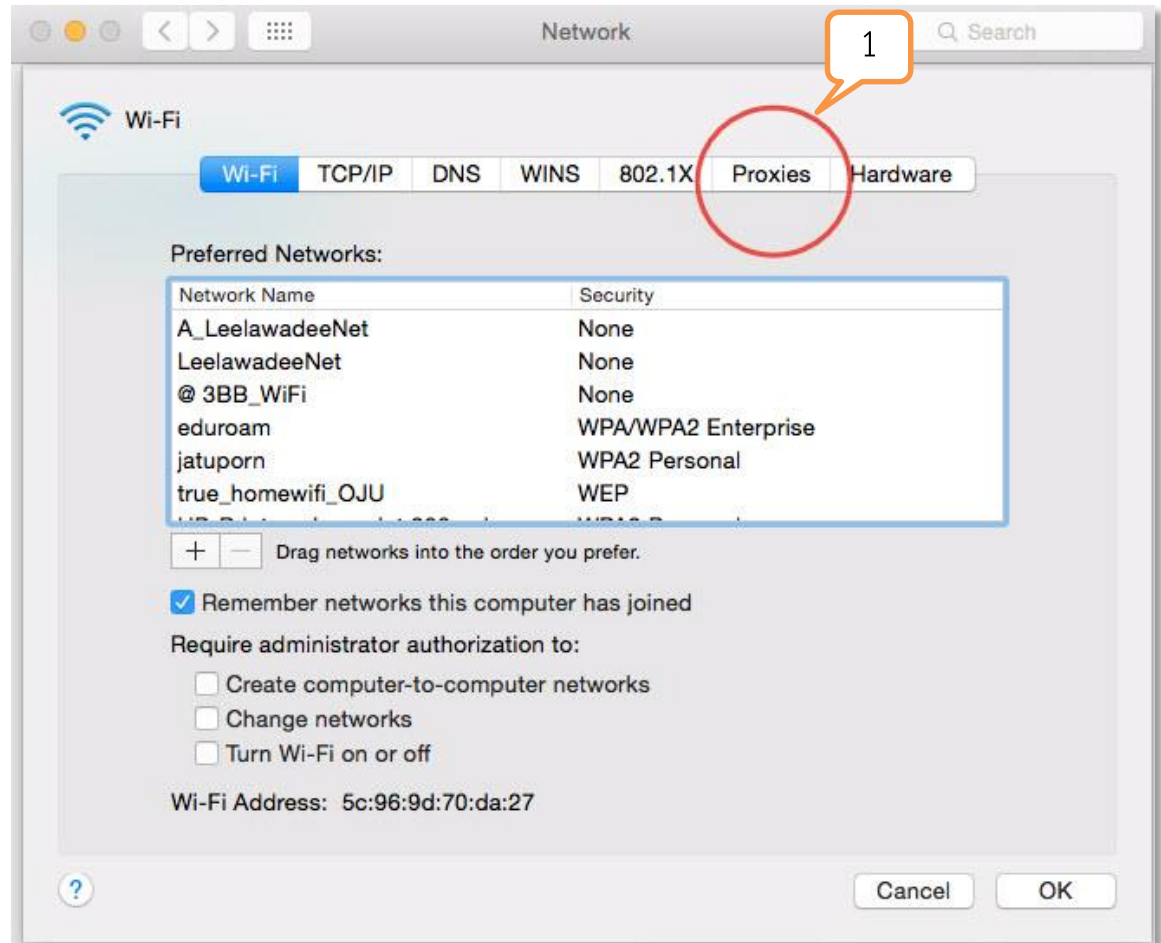 Network
Search
1
Wi-Fi
Wi-Fi TCP/IP DNS WINS 802.1X Proxies Hardware
Preferred Networks:
Network Name Security
A_LeelawadeeNet None
LeelawadeeNet None
@ 3BB_WiFi None
eduroam WPA/WPA2 Enterprise
jatuporn WPA2 Personal
true_homewifi_OJU WEP
+ − Drag networks into the order you prefer.
Remember networks this computer has joined
Require administrator authorization to:
Create computer-to-computer networks
Change networks
Turn Wi-Fi on or off
Wi-Fi Address: 5c:96:9d:70:da:27
? Cancel OK